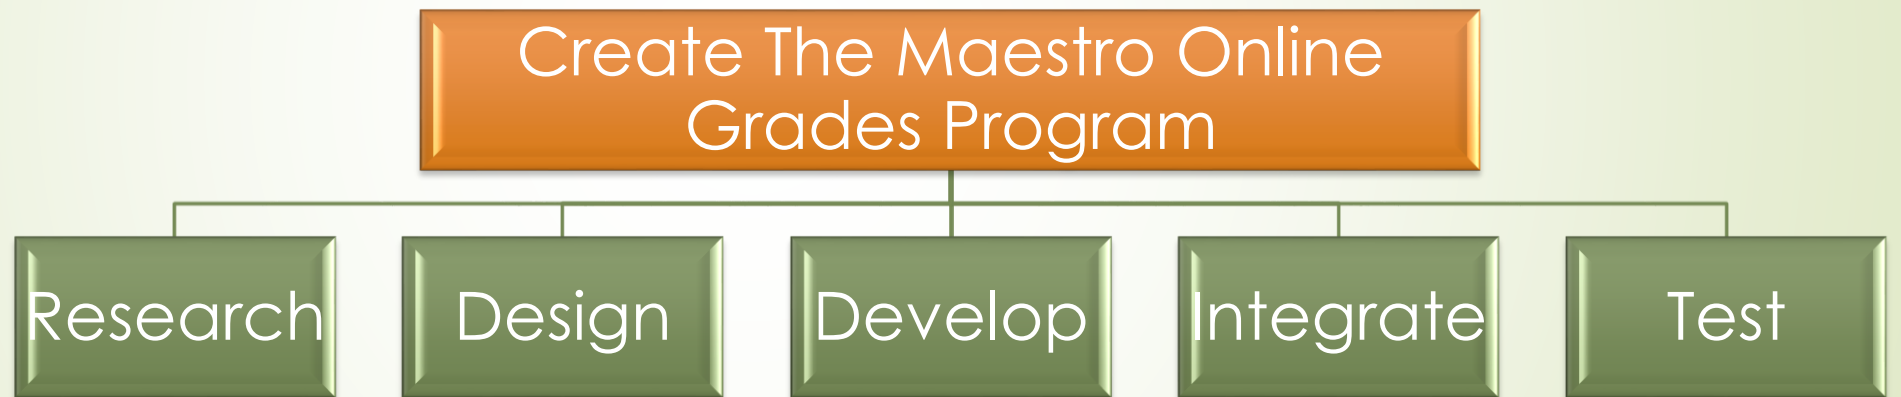 Create The Maestro Online
Grades Program
Research
Design
Develop
Integrate
Test